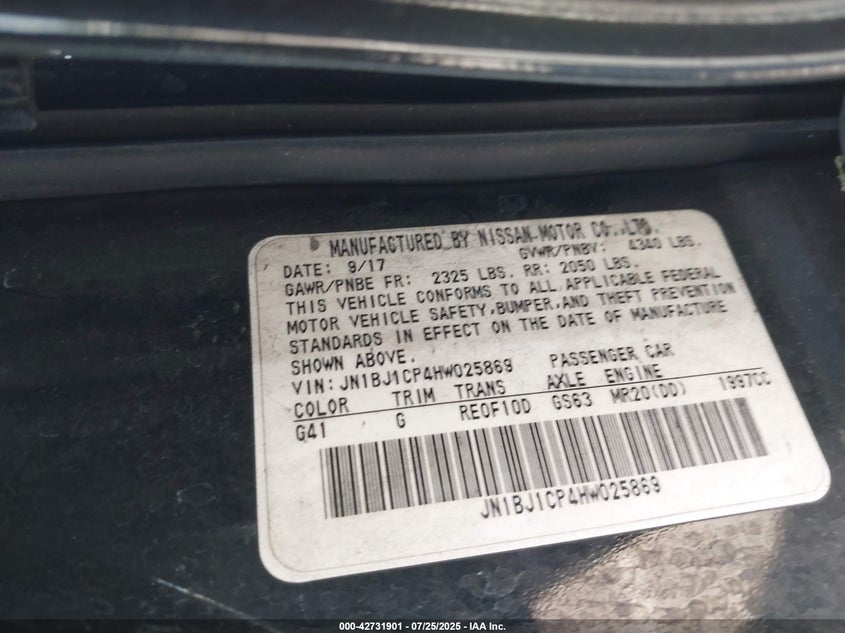 MANUFACTURED BY NISSAN MOTOR CO., LTD.
DATE: 9/17 GVWR/PNBV: 4340 LBS.
GAWR/PNBE FR: 2325 LBS. RR: 2050 LBS.
THIS VEHICLE CONFORMS TO ALL APPLICABLE FEDERAL
MOTOR VEHICLE SAFETY,BUMPER,AND THEFT PREVENTION
STANDARDS IN EFFECT ON THE DATE OF MANUFACTURE
SHOWN ABOVE.
VIN: JN1BJ1CP4HW025869 PASSENGER CAR
COLOR TRIM TRANS AXLE ENGINE
G41 G RE0F10D GS63 MR20(DD) 1997CC
JN1BJ1CP4HW025869
000-42731901 / 07/25/2025 - IAA Inc.